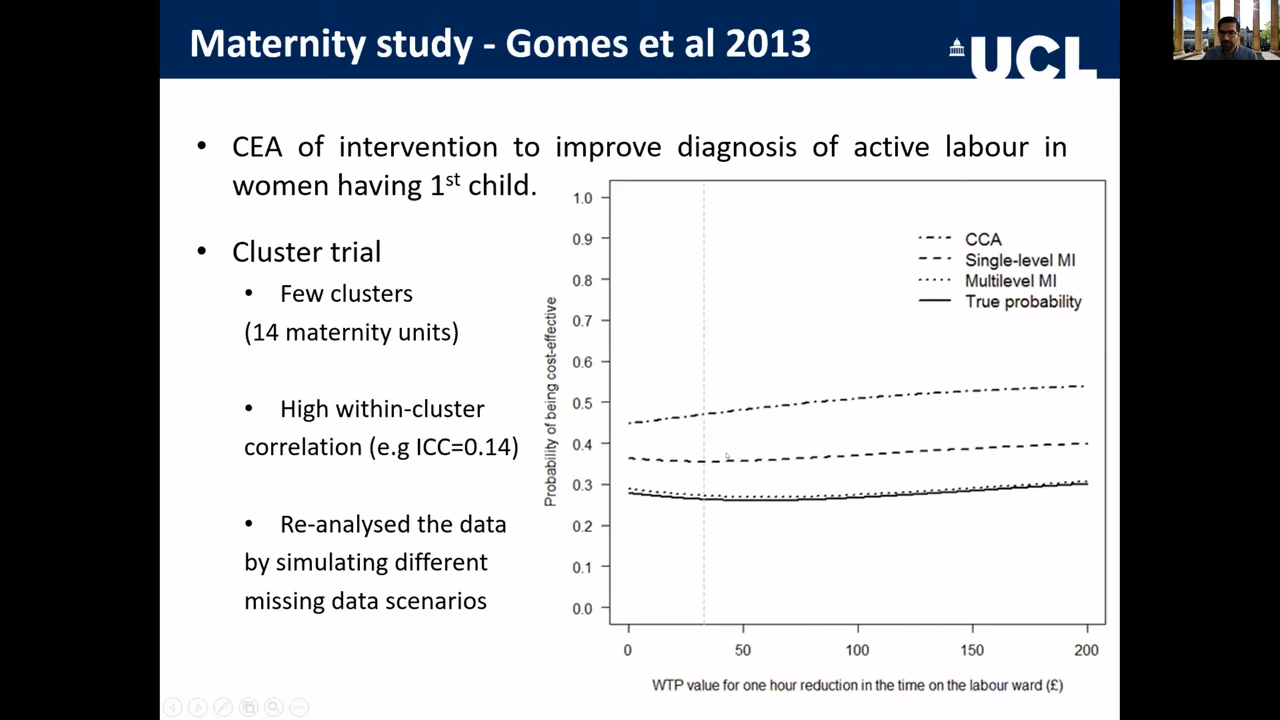 Maternity study - Gomes et al 2013
UCL
• CEA of intervention to improve diagnosis of active labour in
women having 1st child.
• Cluster trial
• Few clusters
(14 maternity units)
• High within-cluster
correlation (e.g ICC=0.14)
• Re-analysed the data
by simulating different
missing data scenarios
1.0
0.9
0.8
0.7
0.6
0.5
0.4
0.3
0.2
0.1
0.0
Probability of being cost-effective
CCA
Single-level MI
Multilevel MI
True probability
0 50 100 150 200
WTP value for one hour reduction in the time on the labour ward (£)